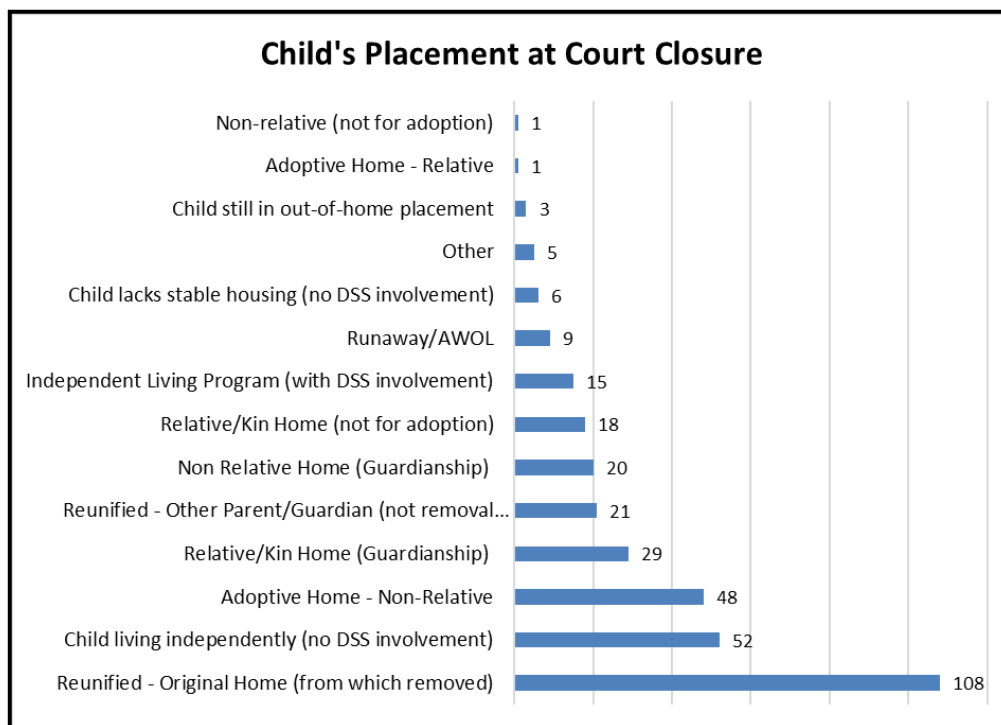 Child's Placement at Court Closure
Non-relative (not for adoption) 1
Adoptive Home - Relative 1
Child still in out-of-home placement 3
Other 5
Child lacks stable housing (no DSS involvement) 6
Runaway/AWOL 9
Independent Living Program (with DSS involvement) 15
Relative/Kin Home (not for adoption) 18
Non Relative Home (Guardianship) 20
Reunified - Other Parent/Guardian (not removal... 21
Relative/Kin Home (Guardianship) 29
Adoptive Home - Non-Relative 48
Child living independently (no DSS involvement) 52
Reunified - Original Home (from which removed) 108